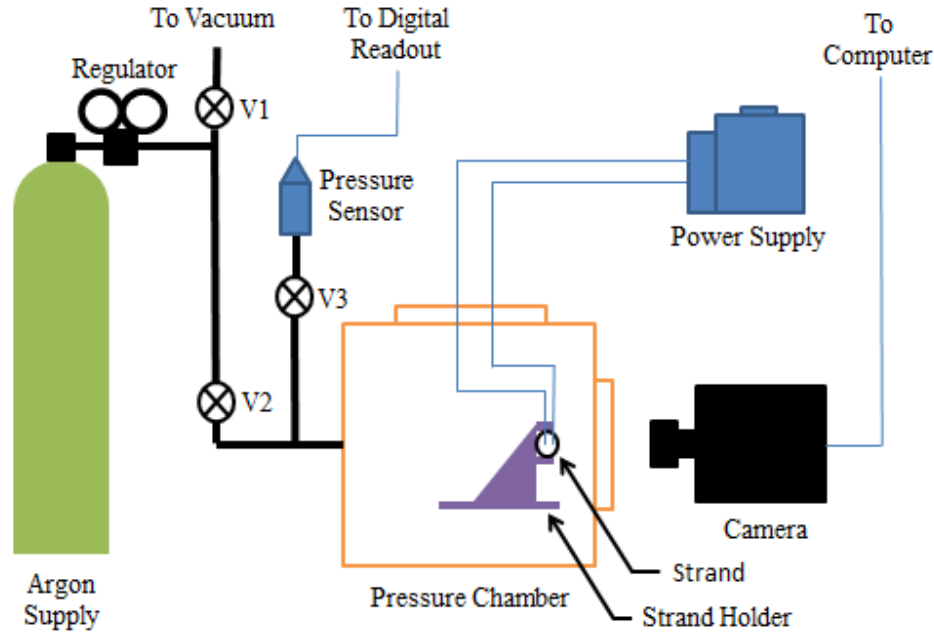 To Vacuum
To Digital
Readout
To
Computer
Regulator
V1
Pressure
Sensor
Power Supply
V3
V2
Camera
Strand
Argon
Supply
Pressure Chamber
Strand Holder